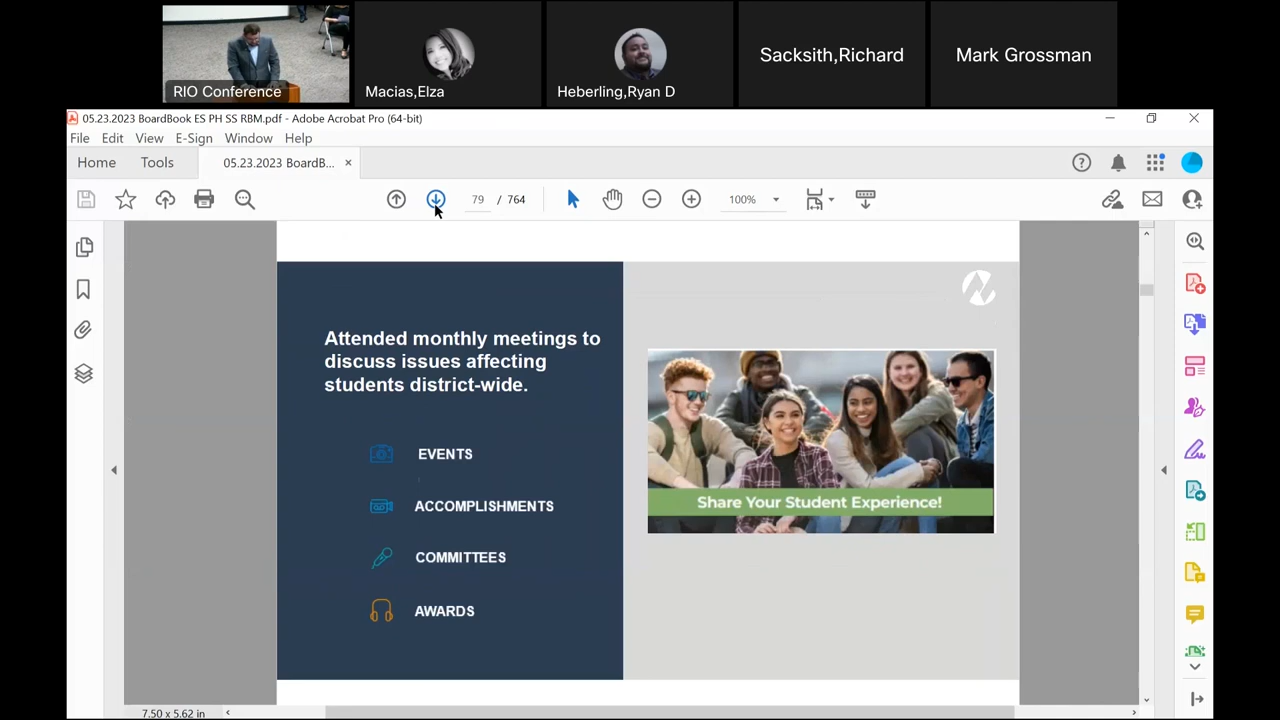 RIO Conference
Macias,Elza
Heberling,Ryan D
Sacksith,Richard
Mark Grossman
05.23.2023 BoardBook ES PH SS RBM.pdf - Adobe Acrobat Pro (64-bit)
File Edit View E-Sign Window Help
Home Tools 05.23.2023 BoardB... ×
79 / 764 100%
Attended monthly meetings to
discuss issues affecting
students district-wide.
EVENTS
ACCOMPLISHMENTS
COMMITTEES
AWARDS
Share Your Student Experience!
7.50 x 5.62 in